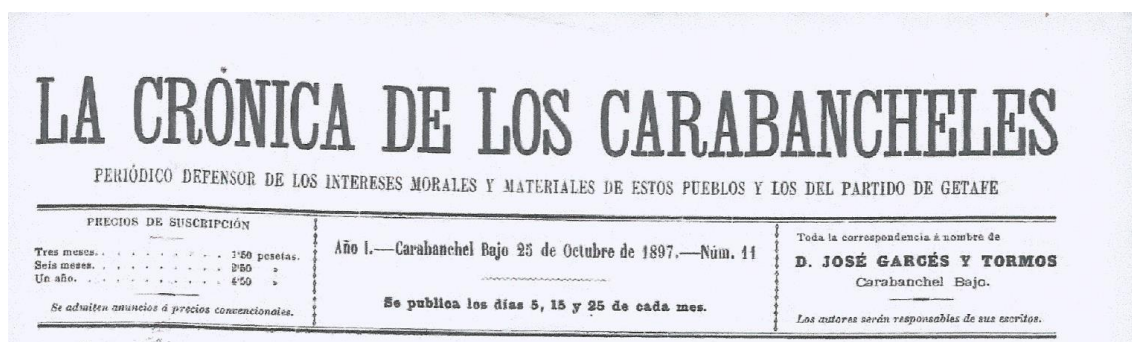 LA CRÓNICA DE LOS CARABANCHELES
PERIÓDICO DEFENSOR DE LOS INTERESES MORALES Y MATERIALES DE ESTOS PUEBLOS Y LOS DEL PARTIDO DE GETAFE
PRECIOS DE SUSCRIPCIÓN
Tres meses. . . . . . . . . . 1'50 pesetas.
Seis meses. . . . . . . . . . 2'50 »
Un año. . . . . . . . . . . 4'50 »
Se admiten anuncios á precios convencionales.
Año I.—Carabanchel Bajo 25 de Octubre de 1897.—Núm. 11
Se publica los días 5, 15 y 25 de cada mes.
Toda la correspondencia á nombre de
D. JOSÉ GARCÉS Y TORMOS
Carabanchel Bajo.
Los autores serán responsables de sus escritos.